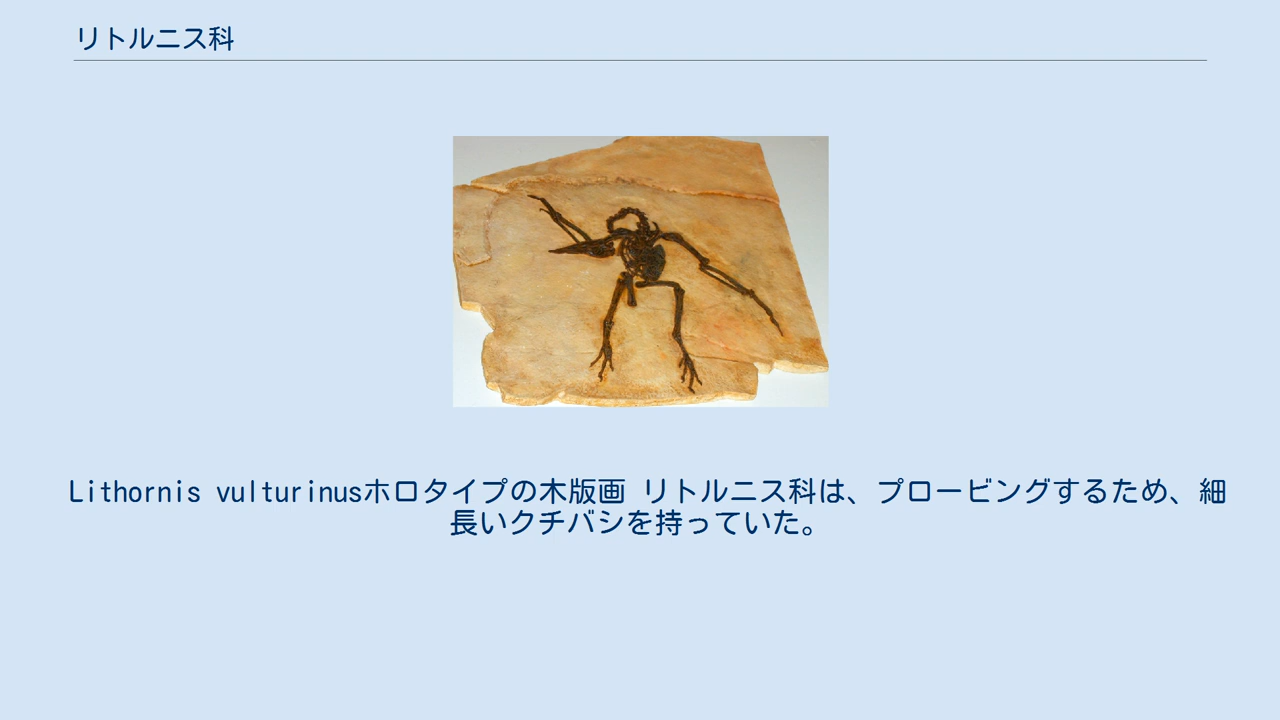 リトルニス科
Lithornis vulturinusホロタイプの木版画 リトルニス科は、プロービングするため、細
長いクチバシを持っていた。